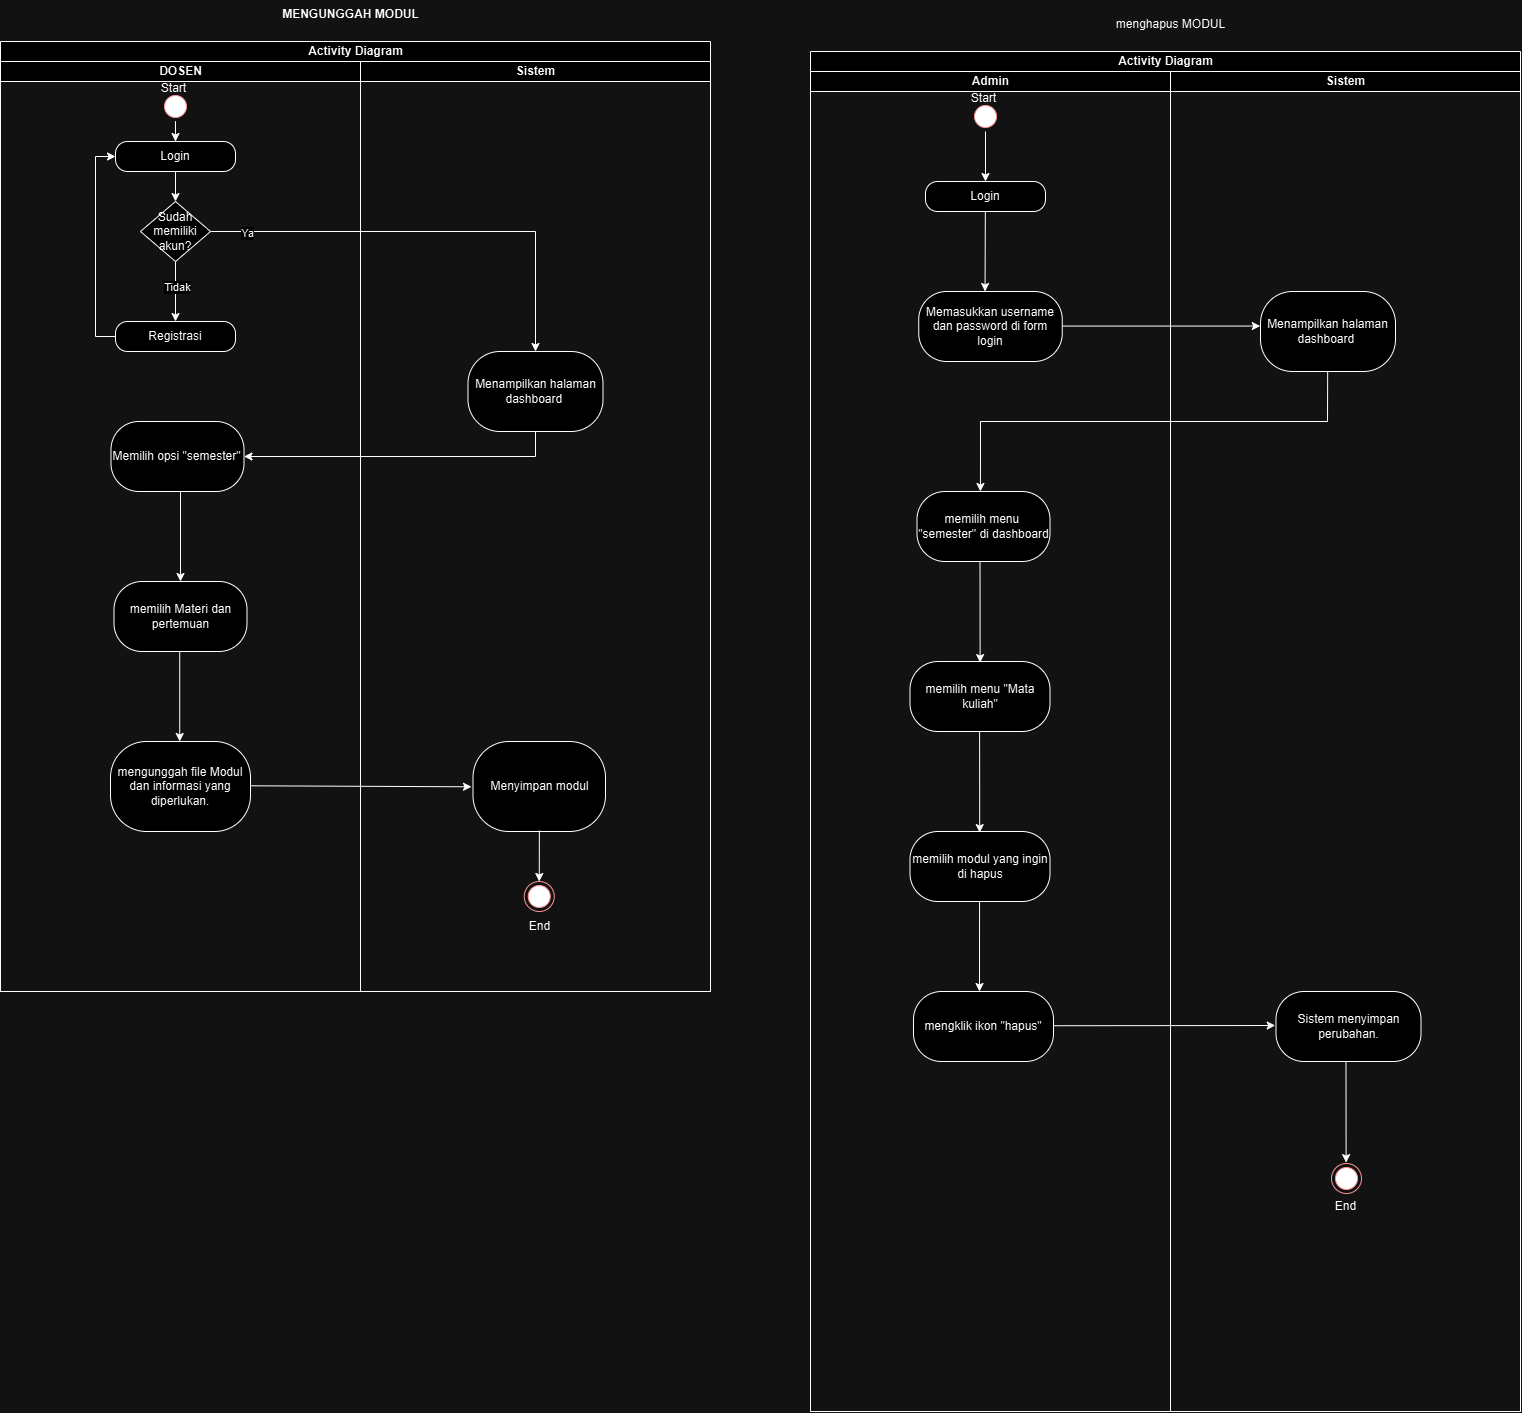 MENGUNGGAH MODUL
Activity Diagram
DOSEN
Sistem
Start
Login
Sudah
memiliki
akun?
Ya
Tidak
Registrasi
Menampilkan halaman
dashboard
Memilih opsi "semester"
memilih Materi dan
pertemuan
mengunggah file Modul
dan informasi yang
diperlukan.
Menyimpan modul
End
menghapus MODUL
Activity Diagram
Admin
Sistem
Start
Login
Memasukkan username
dan password di form
login
Menampilkan halaman
dashboard
memilih menu
"semester" di dashboard
memilih menu "Mata
kuliah"
memilih modul yang ingin
di hapus
mengklik ikon "hapus"
Sistem menyimpan
perubahan.
End